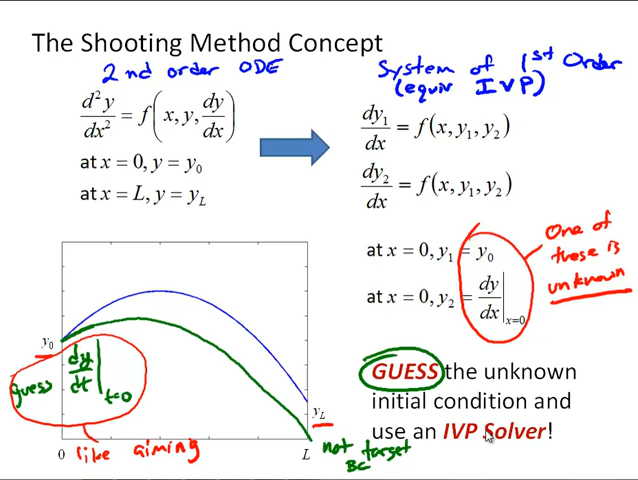 The Shooting Method Concept
2nd order ODE
d²y/dx² = f(x, y, dy/dx)
at x = 0, y = y₀
at x = L, y = y_L
System of 1st Order
(equiv IVP)
dy₁/dx = f(x, y₁, y₂)
dy₂/dx = f(x, y₁, y₂)
at x = 0, y₁ = y₀
at x = 0, y₂ = dy/dx|ₓ₌₀
One of
these is
unknown
GUESS the unknown
initial condition and
use an IVP Solver!
y₀
guess dy/dt|t=0
y_L
0
L
like aiming
not target
BC